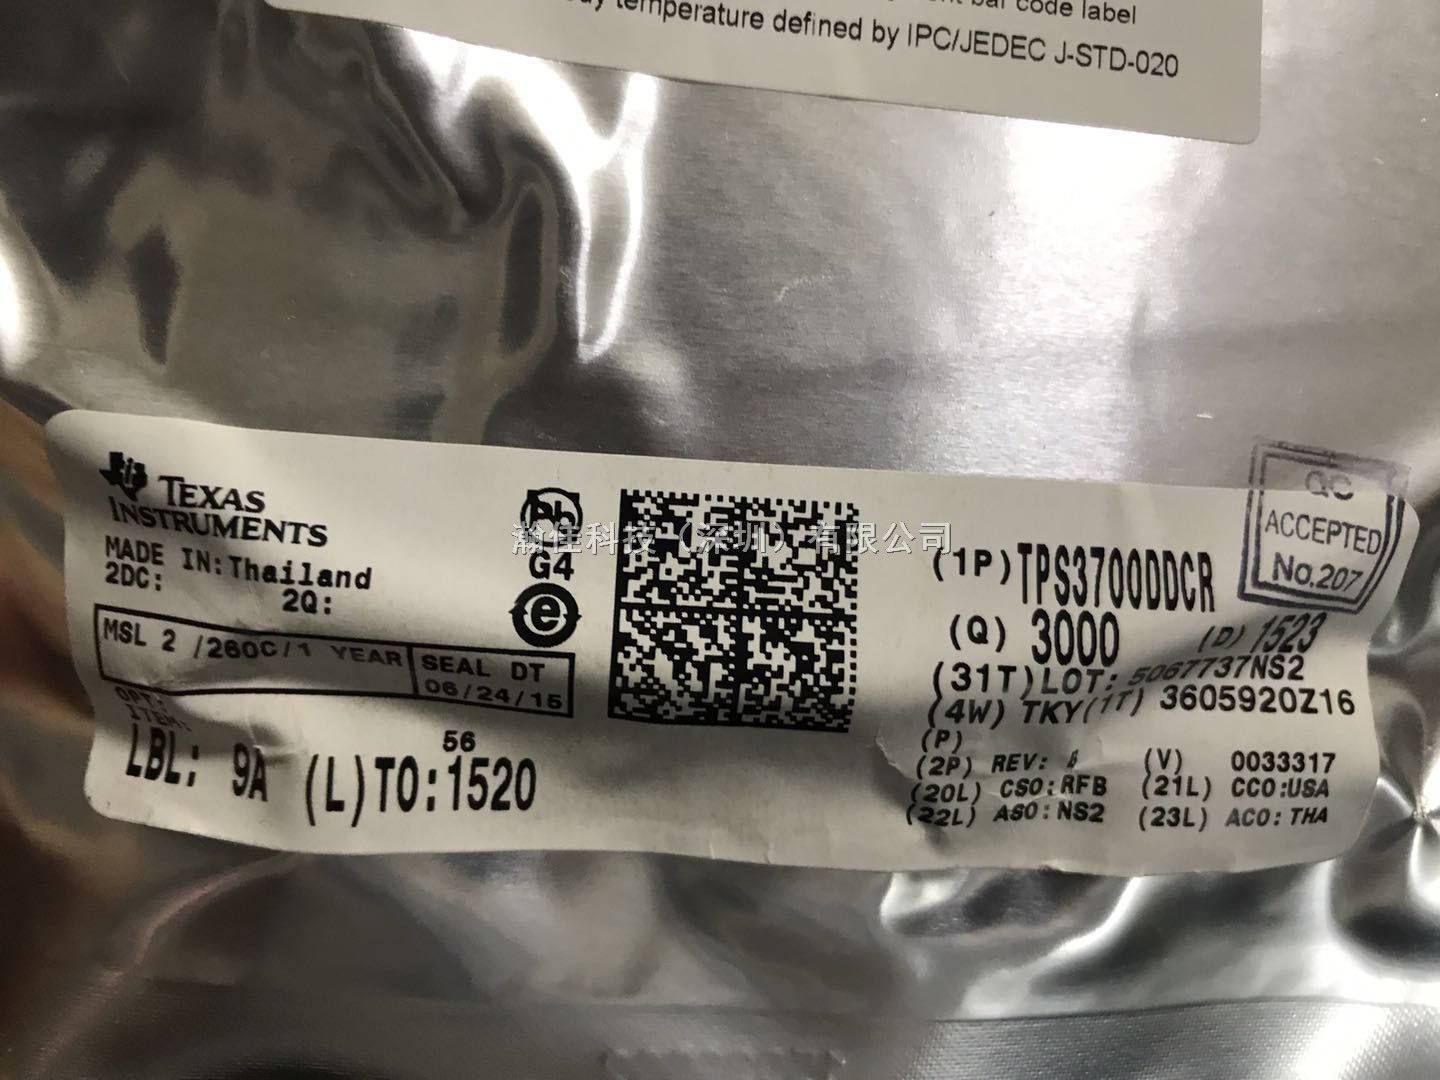 bar code label
temperature defined by IPC/JEDEC J-STD-020
TEXAS
INSTRUMENTS
MADE IN: Thailand
2DC:
2Q:
MSL 2 /260C/1 YEAR
SEAL DT
06/24/15
OPT:
ITEM:
56
LBL: 9A (L)TO:1520
Pb
G4
e
瀚佳科技（深圳）有限公司
QC
ACCEPTED
No.207
(1P) TPS3700DDCR
(Q) 3000 (D) 1523
(31T)LOT: 5067737NS2
(4W) TKY(1T) 3605920Z16
(P)
(2P) REV: (V) 0033317
(20L) CSO:RFB (21L) CCO:USA
(22L) ASO:NS2 (23L) ACO:THA